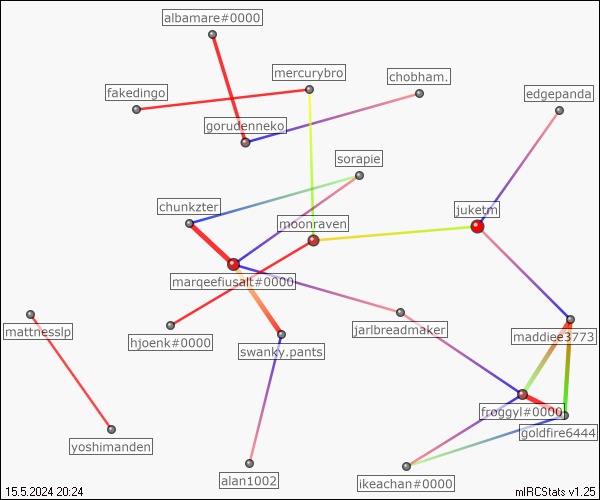 albamare#0000
mercurybro
chobham.
fakedingo
edgepanda
gorudenneko
sorapie
chunkzter
juketm
moonraven
marqeefiusalt#0000
mattnesslp
jarlbreadmaker
maddiee3773
hjoenk#0000
swanky.pants
froggyl#0000
goldfire6444
yoshimanden
alan1002
ikeachan#0000
15.5.2024 20:24
mIRCStats v1.25